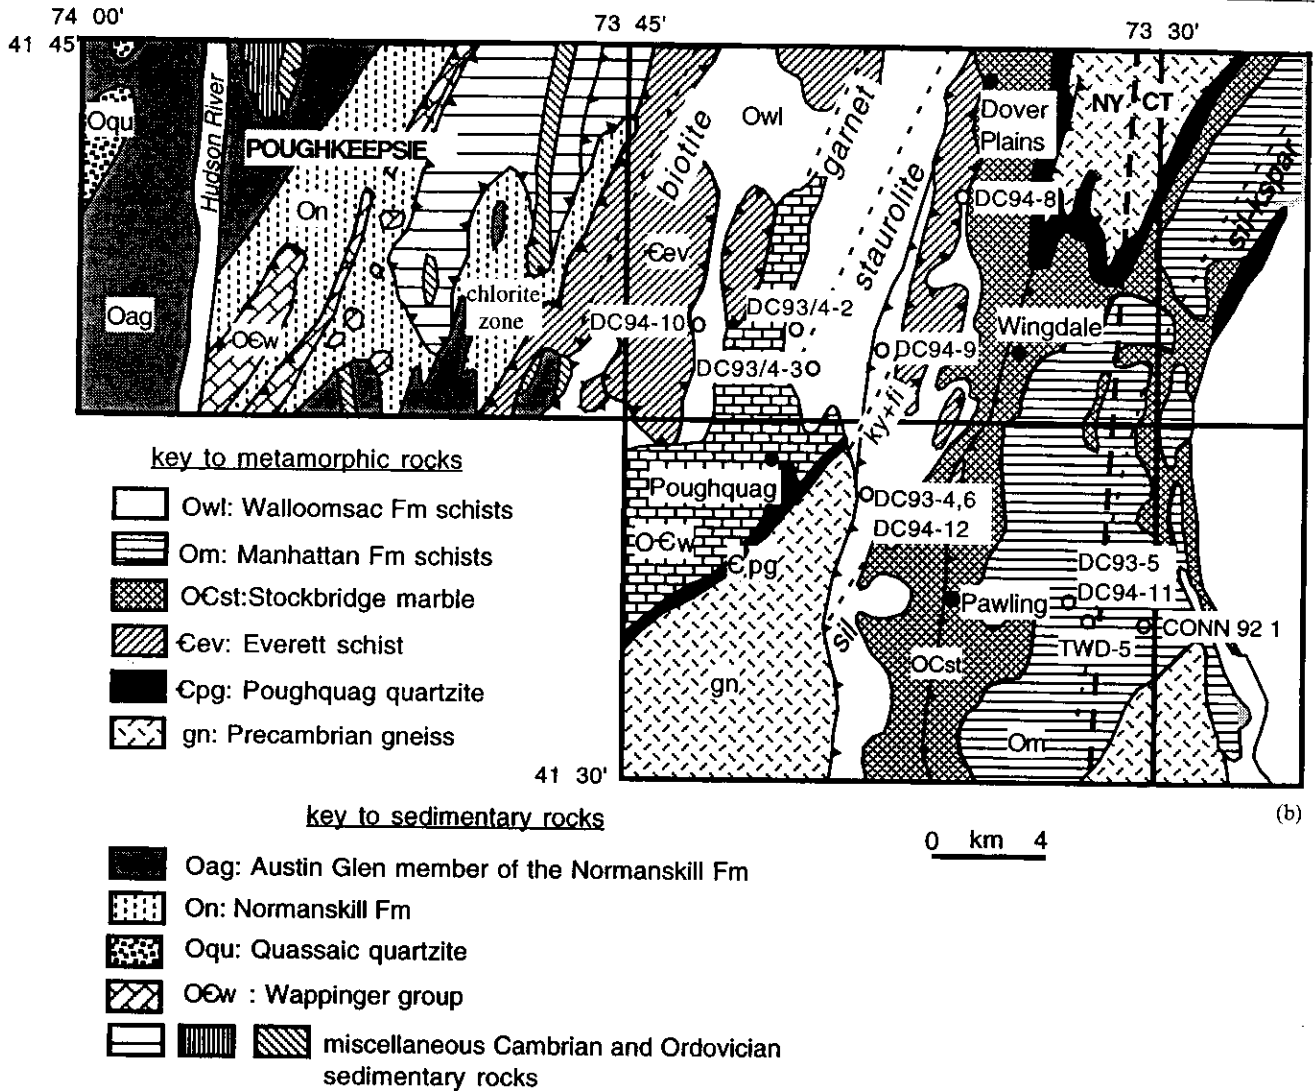 74 00'
73 45'
73 30'
41 45'
Oqu
Hudson River
POUGHKEEPSIE
On
Oag
OЄw
chlorite
zone
biotite
Єev
Owl
garnet
staurolite
Dover
Plains
NY
CT
sil-kspar
DC94-8
DC94-10
DC93/4-2
DC93/4-3
DC94-9
Wingdale
ky+fil
Poughquag
OЄw
Єpg
gn
sil
DC93-4,6
DC94-12
Pawling
OCst
DC93-5
DC94-11
TWD-5
CONN 92 1
Om
41 30'
(b)
0 km 4
key to metamorphic rocks
Owl: Walloomsac Fm schists
Om: Manhattan Fm schists
OЄst:Stockbridge marble
Єev: Everett schist
Єpg: Poughquag quartzite
gn: Precambrian gneiss
key to sedimentary rocks
Oag: Austin Glen member of the Normanskill Fm
On: Normanskill Fm
Oqu: Quassaic quartzite
OЄw : Wappinger group
miscellaneous Cambrian and Ordovician
sedimentary rocks